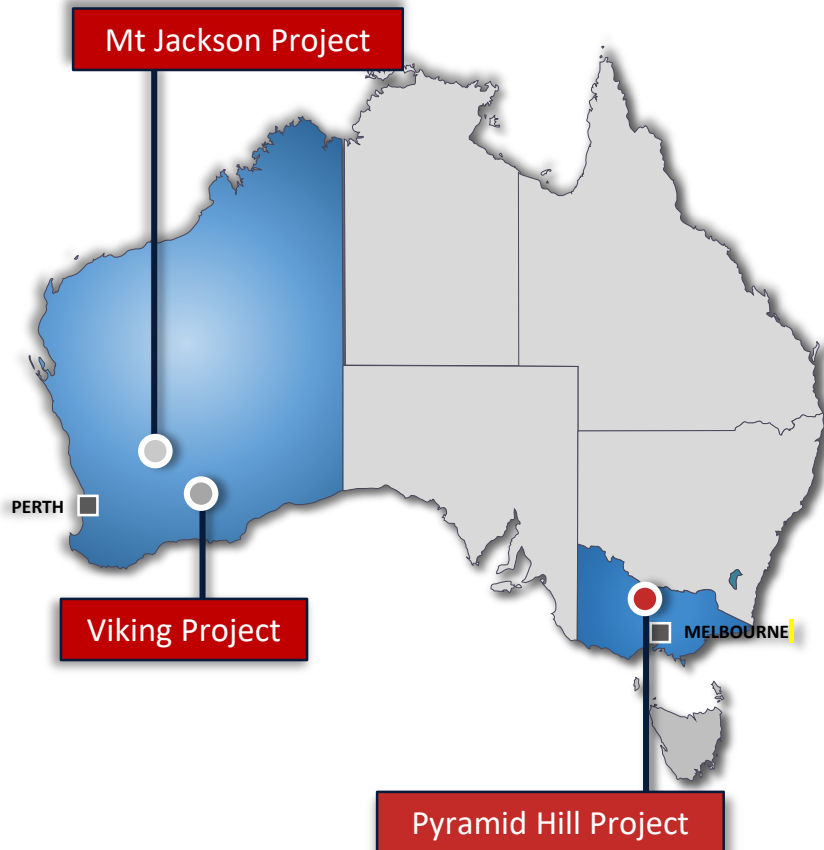 Mt Jackson Project
PERTH
Viking Project
MELBOURNE
Pyramid Hill Project